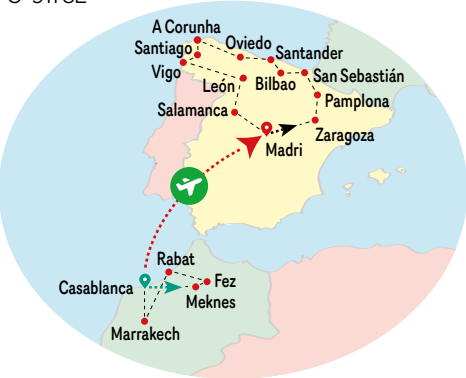 A Corunha
Santiago
Oviedo
Santander
Vigo
León
Bilbao
San Sebastián
Pamplona
Salamanca
Zaragoza
Madri
Rabat
Fez
Casablanca
Meknes
Marrakech